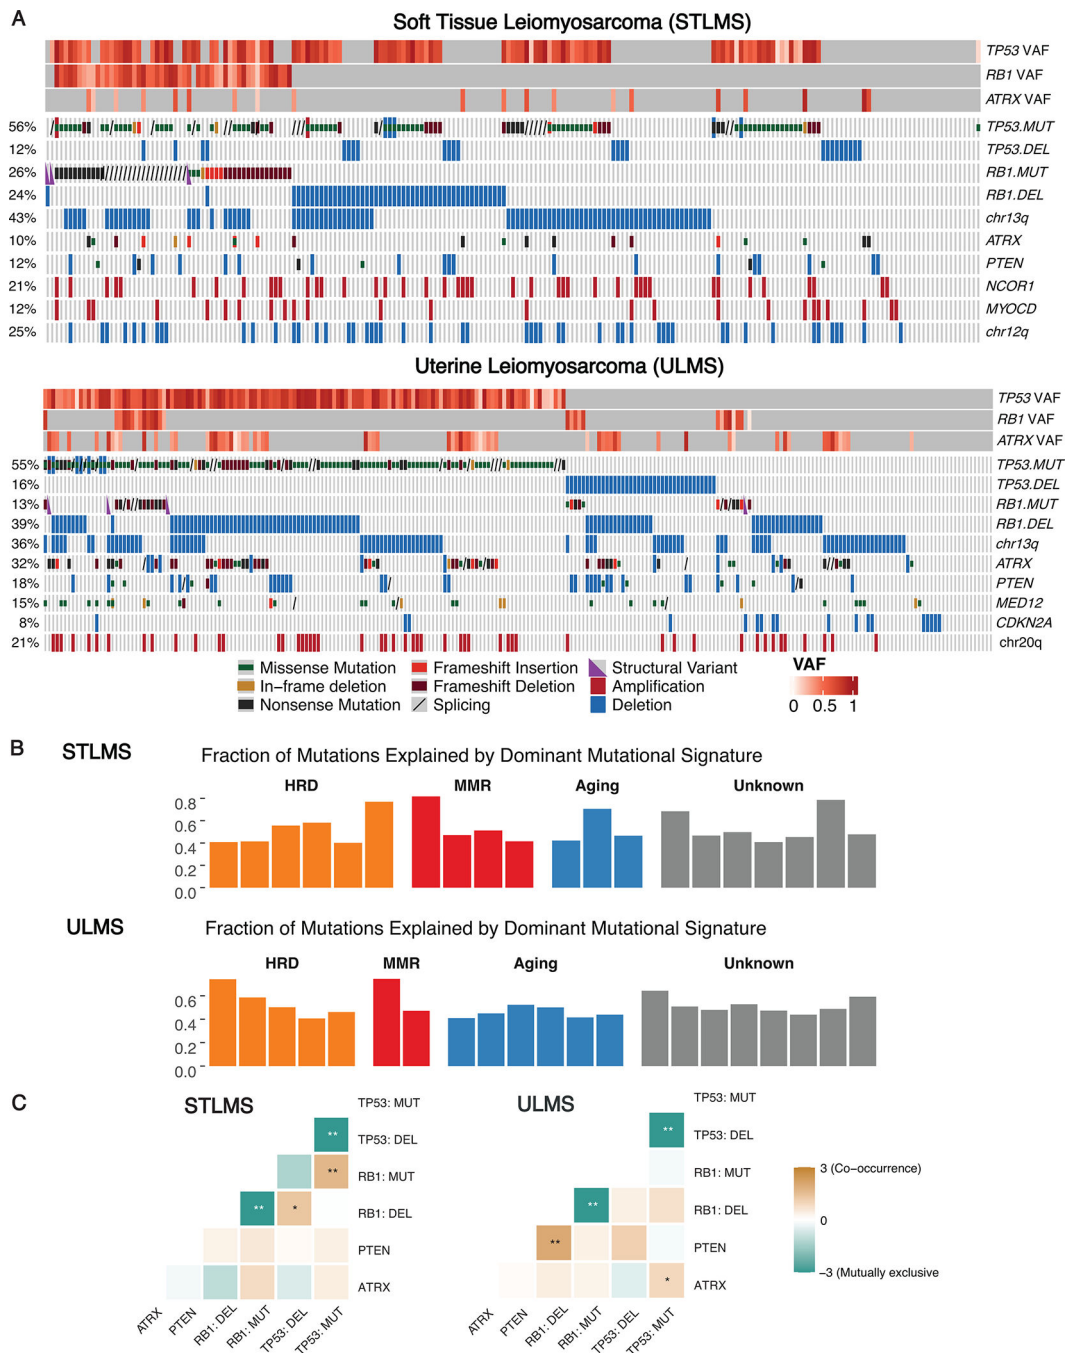 A
Soft Tissue Leiomyosarcoma (STLMS)
TP53 VAF
RB1 VAF
ATRX VAF
56% TP53.MUT
12% TP53.DEL
26% RB1.MUT
24% RB1.DEL
43% chr13q
10% ATRX
12% PTEN
21% NCOR1
12% MYOCD
25% chr12q
Uterine Leiomyosarcoma (ULMS)
TP53 VAF
RB1 VAF
ATRX VAF
55% TP53.MUT
16% TP53.DEL
13% RB1.MUT
39% RB1.DEL
36% chr13q
32% ATRX
18% PTEN
15% MED12
8% CDKN2A
21% chr20q
Missense Mutation Frameshift Insertion Structural Variant
In-frame deletion Frameshift Deletion Amplification
Nonsense Mutation Splicing Deletion
VAF
0 0.5 1
B
STLMS Fraction of Mutations Explained by Dominant Mutational Signature
HRD MMR Aging Unknown
0.8
0.6
0.4
0.2
0.0
ULMS Fraction of Mutations Explained by Dominant Mutational Signature
HRD MMR Aging Unknown
0.6
0.4
0.2
0.0
C
STLMS
TP53: MUT
** TP53: DEL
** RB1: MUT
** * RB1: DEL
PTEN
ATRX
ATRX PTEN RB1: DEL RB1: MUT TP53: DEL TP53: MUT
ULMS
TP53: MUT
** TP53: DEL
RB1: MUT
** RB1: DEL
** PTEN
* ATRX
ATRX PTEN RB1: DEL RB1: MUT TP53: DEL TP53: MUT
3 (Co-occurrence)
0
−3 (Mutually exclusive